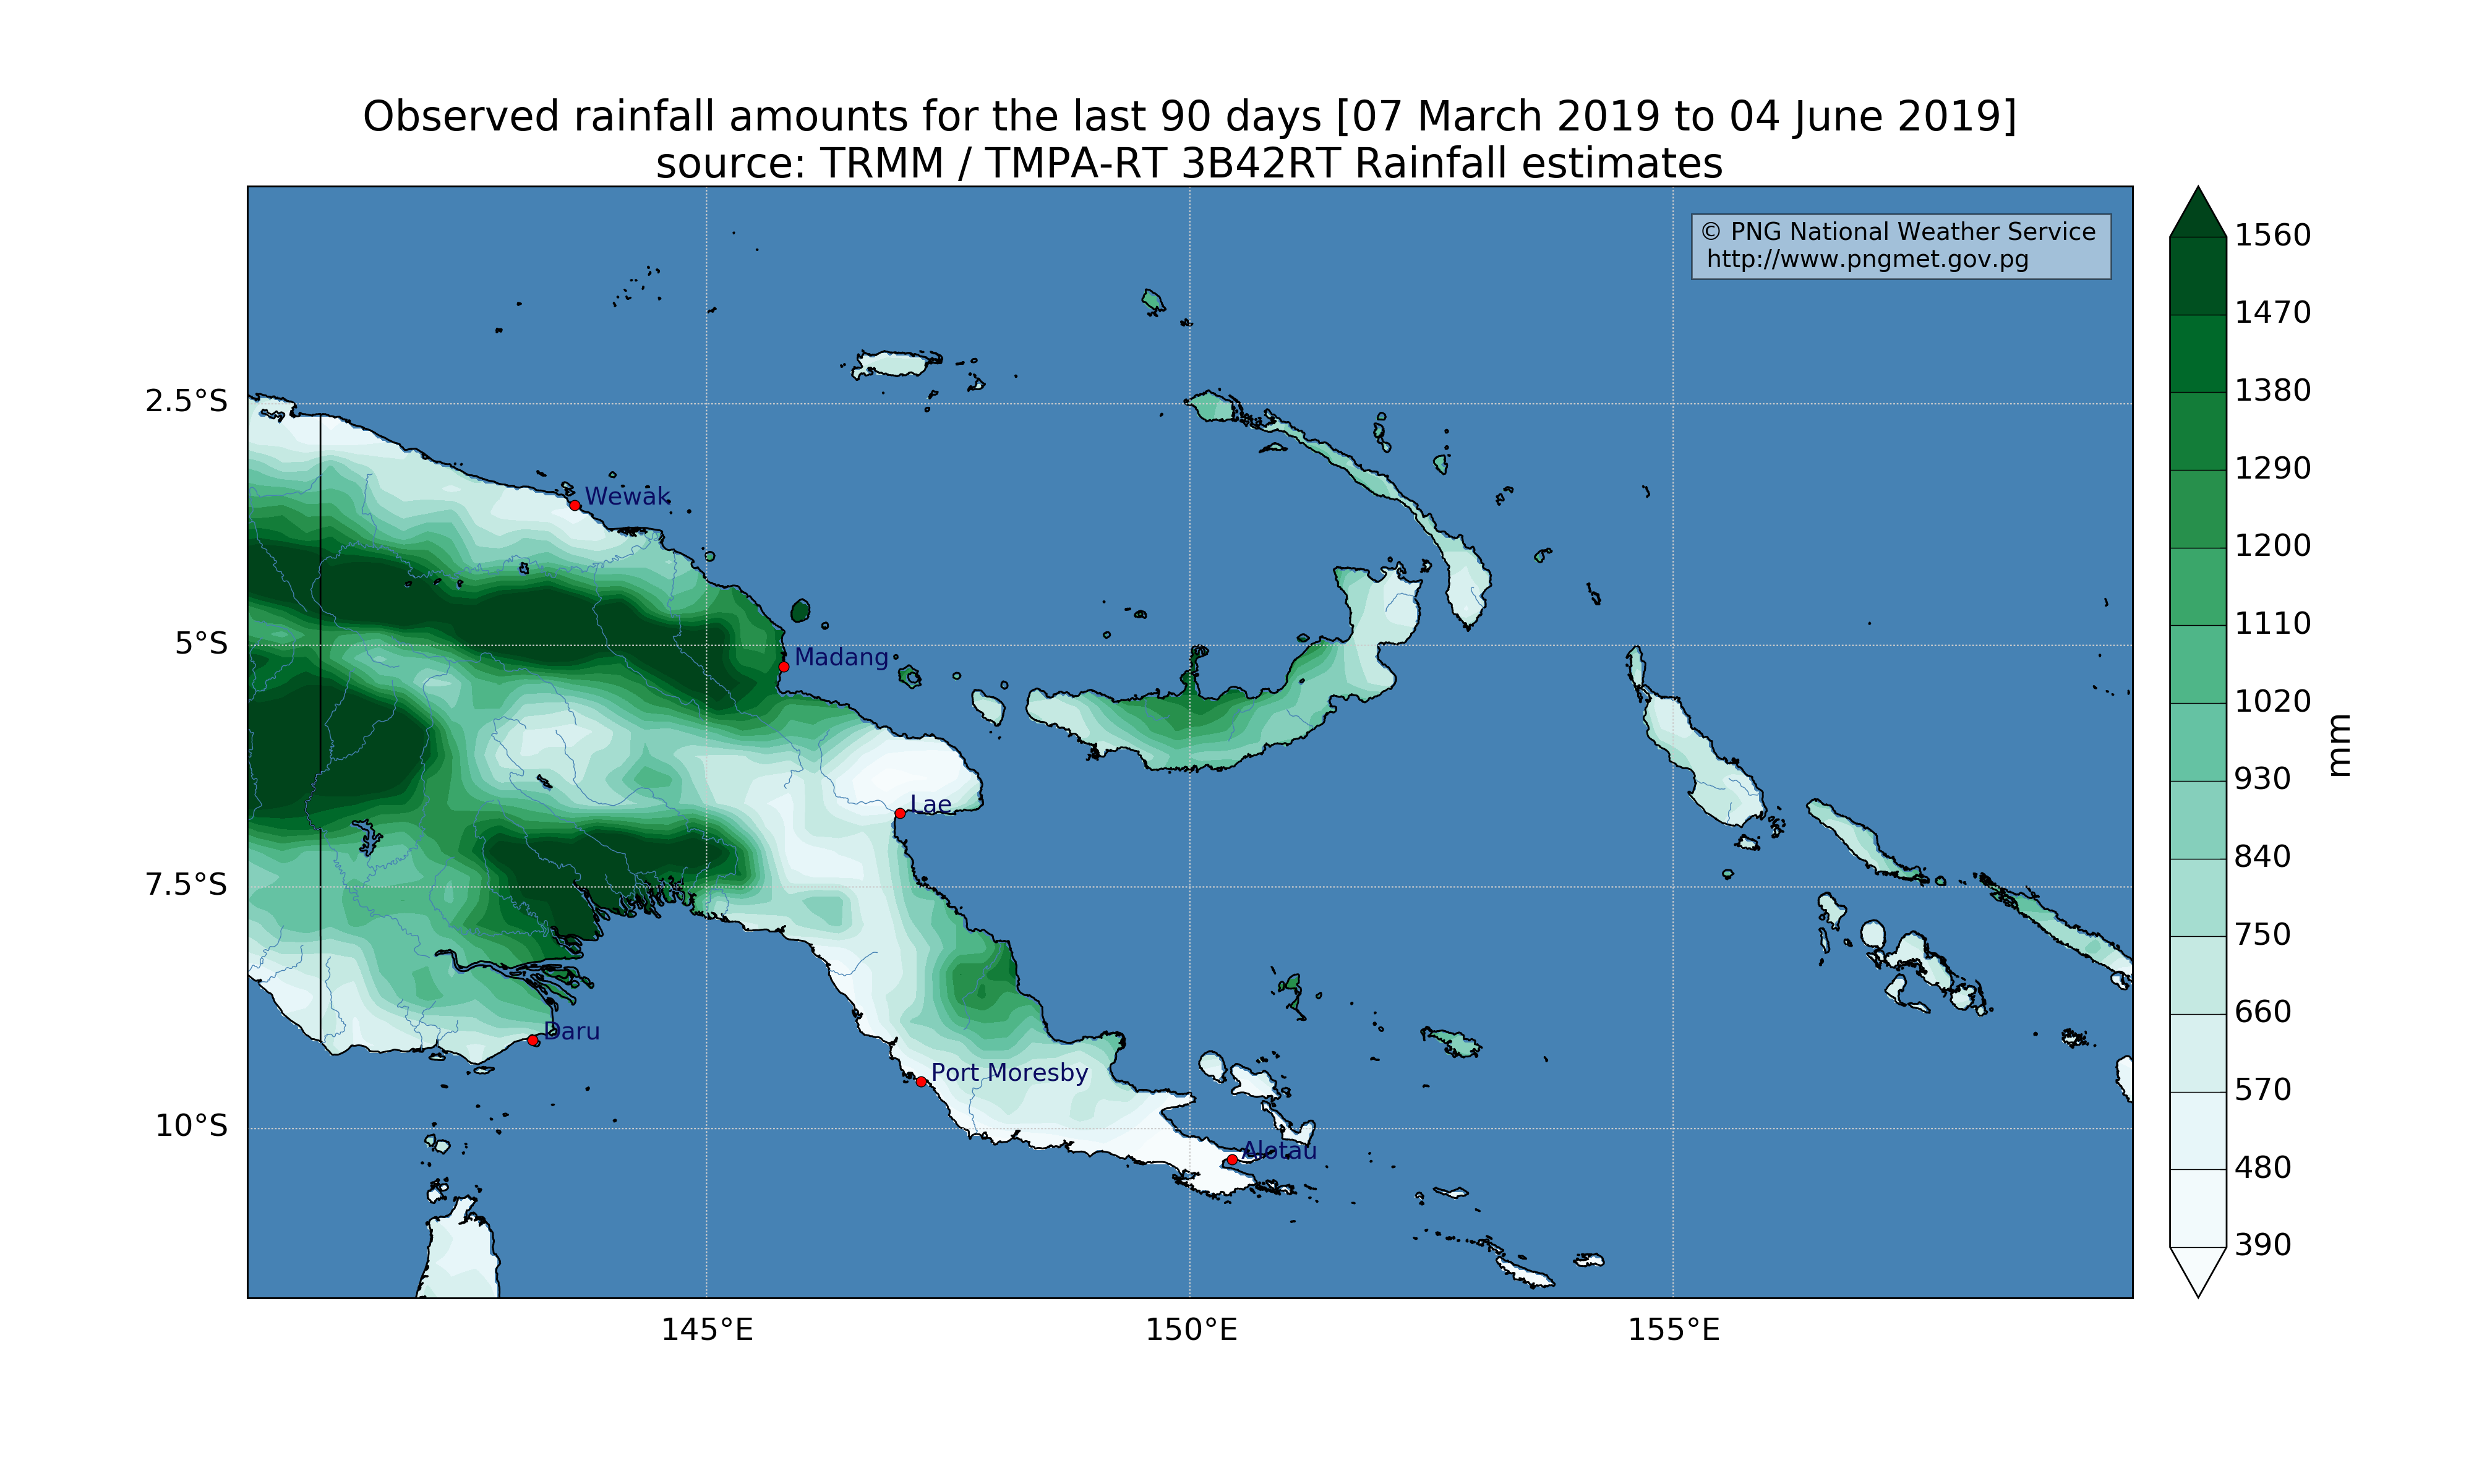 Observed rainfall amounts for the last 90 days [07 March 2019 to 04 June 2019]
source: TRMM / TMPA-RT 3B42RT Rainfall estimates
© PNG National Weather Service
http://www.pngmet.gov.pg
1560
1470
1380
1290
1200
1110
1020
930
840
750
660
570
480
390
mm
2.5°S
5°S
7.5°S
10°S
Wewak
Madang
Lae
Daru
Port Moresby
Alotau
145°E
150°E
155°E